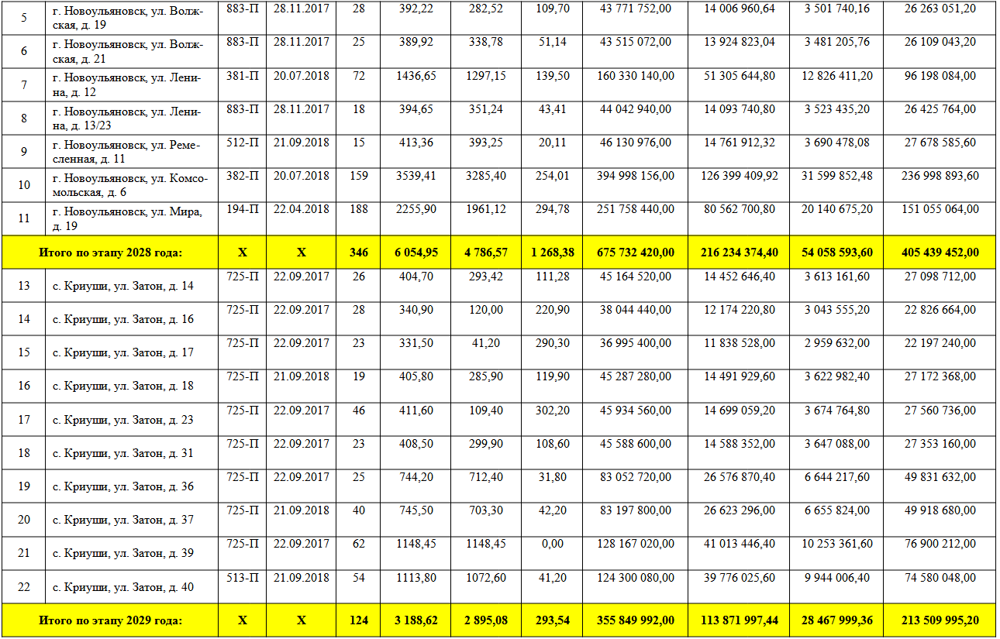 5 г. Новоульяновск, ул. Волж- 883-П 28.11.2017 28 392,22 282,52 109,70 43 771 752,00 14 006 960,64 3 501 740,16 26 263 051,20
ская, д. 19
6 г. Новоульяновск, ул. Волж- 883-П 28.11.2017 25 389,92 338,78 51,14 43 515 072,00 13 924 823,04 3 481 205,76 26 109 043,20
ская, д. 21
7 г. Новоульяновск, ул. Лени- 381-П 20.07.2018 72 1436,65 1297,15 139,50 160 330 140,00 51 305 644,80 12 826 411,20 96 198 084,00
на, д. 12
8 г. Новоульяновск, ул. Лени- 883-П 28.11.2017 18 394,65 351,24 43,41 44 042 940,00 14 093 740,80 3 523 435,20 26 425 764,00
на, д. 13/23
9 г. Новоульяновск, ул. Реме- 512-П 21.09.2018 15 413,36 393,25 20,11 46 130 976,00 14 761 912,32 3 690 478,08 27 678 585,60
сленная, д. 11
10 г. Новоульяновск, ул. Комсо- 382-П 20.07.2018 159 3539,41 3285,40 254,01 394 998 156,00 126 399 409,92 31 599 852,48 236 998 893,60
мольская, д. 6
11 г. Новоульяновск, ул. Мира, 194-П 22.04.2018 188 2255,90 1961,12 294,78 251 758 440,00 80 562 700,80 20 140 675,20 151 055 064,00
д. 19
Итого по этапу 2028 года: X X 346 6 054,95 4 786,57 1 268,38 675 732 420,00 216 234 374,40 54 058 593,60 405 439 452,00
13 с. Криуши, ул. Затон, д. 14 725-П 22.09.2017 26 404,70 293,42 111,28 45 164 520,00 14 452 646,40 3 613 161,60 27 098 712,00
14 с. Криуши, ул. Затон, д. 16 725-П 22.09.2017 28 340,90 120,00 220,90 38 044 440,00 12 174 220,80 3 043 555,20 22 826 664,00
15 с. Криуши, ул. Затон, д. 17 725-П 22.09.2017 23 331,50 41,20 290,30 36 995 400,00 11 838 528,00 2 959 632,00 22 197 240,00
16 с. Криуши, ул. Затон, д. 18 725-П 21.09.2018 19 405,80 285,90 119,90 45 287 280,00 14 491 929,60 3 622 982,40 27 172 368,00
17 с. Криуши, ул. Затон, д. 23 725-П 22.09.2017 46 411,60 109,40 302,20 45 934 560,00 14 699 059,20 3 674 764,80 27 560 736,00
18 с. Криуши, ул. Затон, д. 31 725-П 22.09.2017 23 408,50 299,90 108,60 45 588 600,00 14 588 352,00 3 647 088,00 27 353 160,00
19 с. Криуши, ул. Затон, д. 36 725-П 22.09.2017 25 744,20 712,40 31,80 83 052 720,00 26 576 870,40 6 644 217,60 49 831 632,00
20 с. Криуши, ул. Затон, д. 37 725-П 21.09.2018 40 745,50 703,30 42,20 83 197 800,00 26 623 296,00 6 655 824,00 49 918 680,00
21 с. Криуши, ул. Затон, д. 39 725-П 22.09.2017 62 1148,45 1148,45 0,00 128 167 020,00 41 013 446,40 10 253 361,60 76 900 212,00
22 с. Криуши, ул. Затон, д. 40 513-П 21.09.2018 54 1113,80 1072,60 41,20 124 300 080,00 39 776 025,60 9 944 006,40 74 580 048,00
Итого по этапу 2029 года: X X 124 3 188,62 2 895,08 293,54 355 849 992,00 113 871 997,44 28 467 999,36 213 509 995,20